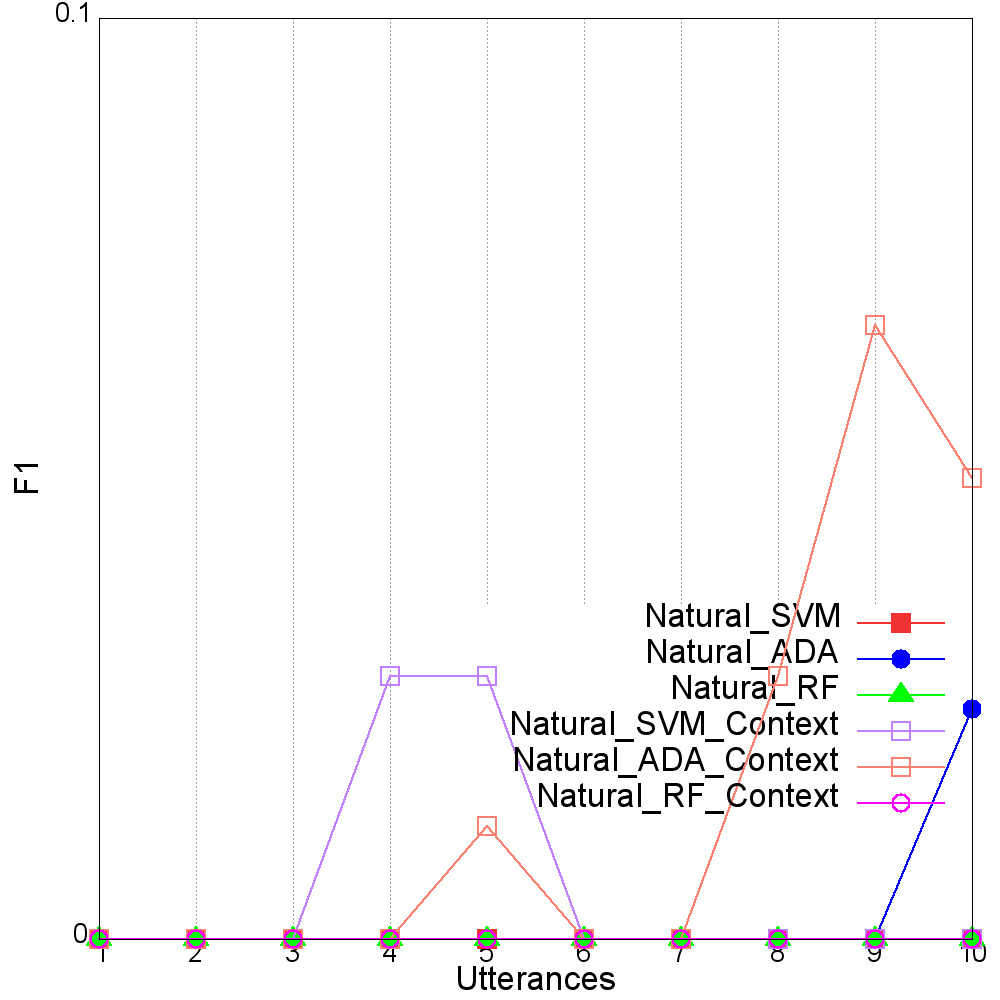 0.1
F1
Natural_SVM
Natural_ADA
Natural_RF
Natural_SVM_Context
Natural_ADA_Context
Natural_RF_Context
0
1 2 3 4 5 6 7 8 9 10
Utterances